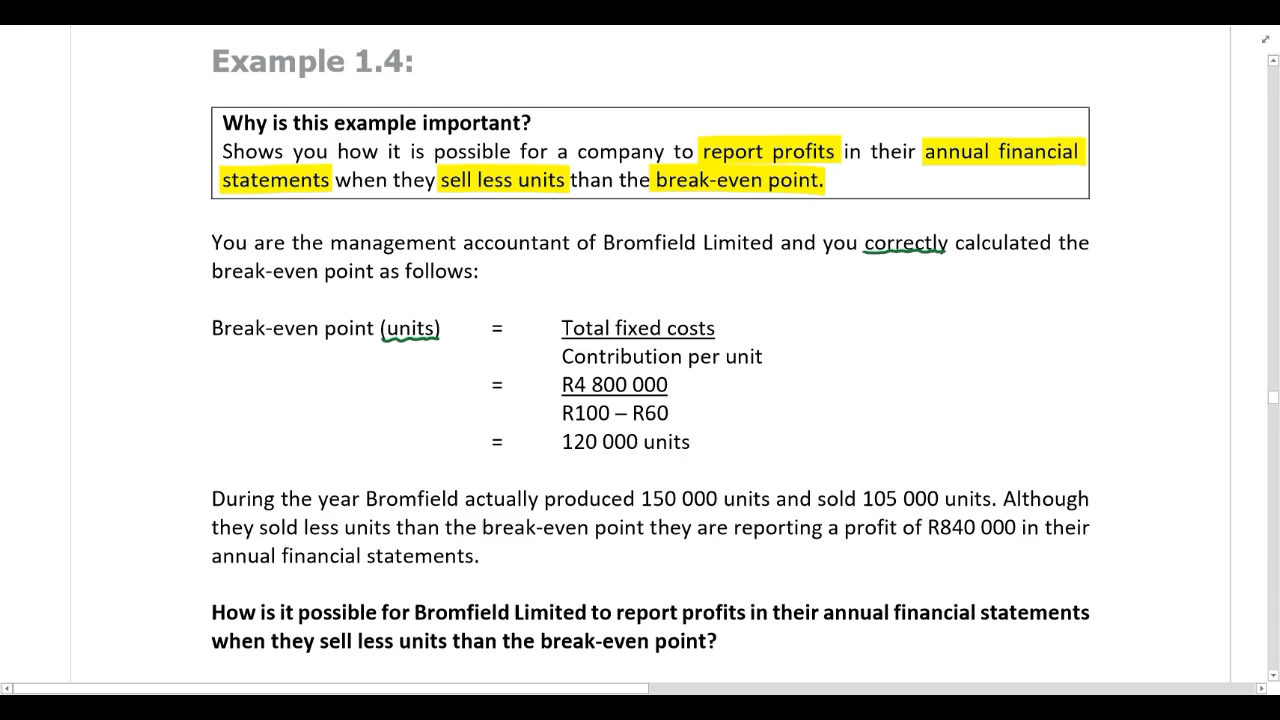 Example 1.4:
Why is this example important?
Shows you how it is possible for a company to report profits in their annual financial
statements when they sell less units than the break-even point.
You are the management accountant of Bromfield Limited and you correctly calculated the
break-even point as follows:
Break-even point (units) = Total fixed costs
Contribution per unit
= R4 800 000
R100 – R60
= 120 000 units
During the year Bromfield actually produced 150 000 units and sold 105 000 units. Although
they sold less units than the break-even point they are reporting a profit of R840 000 in their
annual financial statements.
How is it possible for Bromfield Limited to report profits in their annual financial statements
when they sell less units than the break-even point?